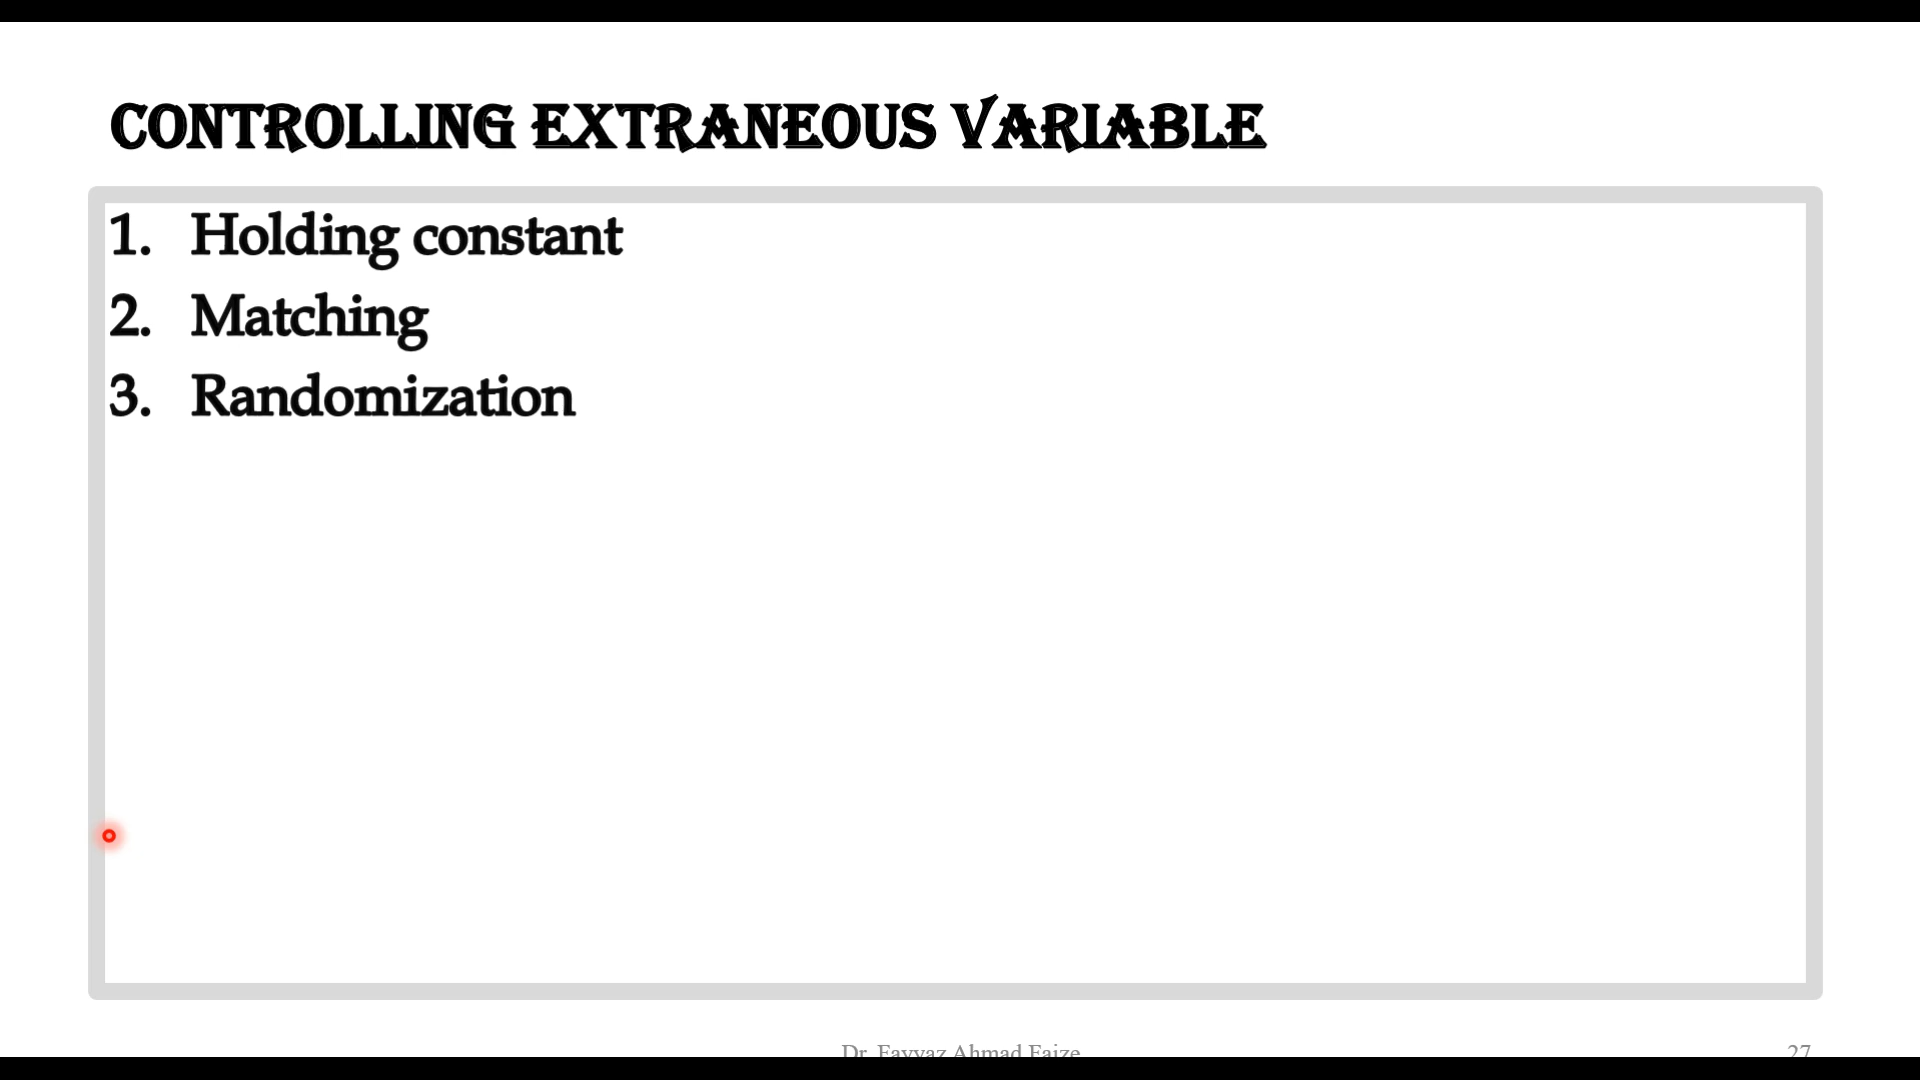 CONTROLLING EXTRANEOUS VARIABLE
1. Holding constant
2. Matching
3. Randomization
Dr. Fayyaz Ahmad Faize
27